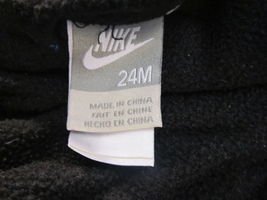 NIKE
24M
MADE IN CHINA
FAIT EN CHINE
HECHO EN CHINA